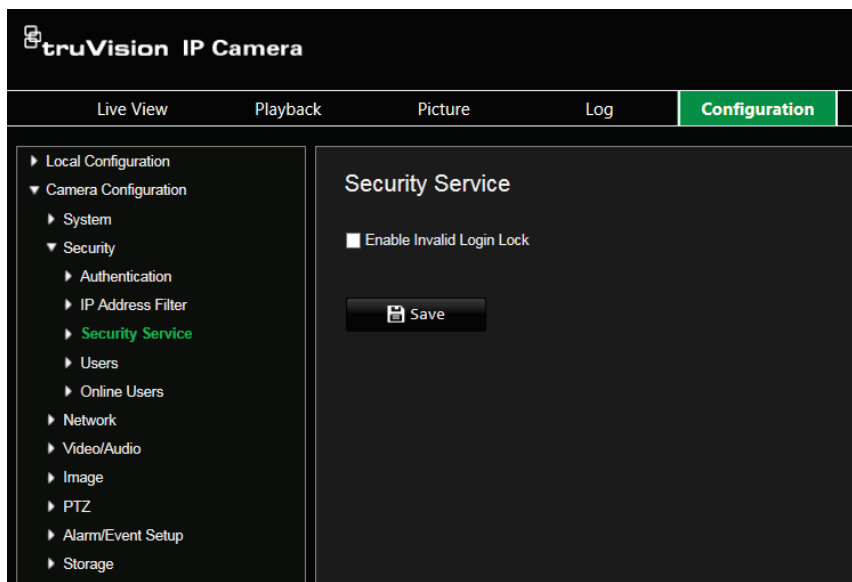 truVision IP Camera
Live View Playback Picture Log Configuration
Local Configuration
Camera Configuration
System
Security
Authentication
IP Address Filter
Security Service
Users
Online Users
Network
Video/Audio
Image
PTZ
Alarm/Event Setup
Storage
Security Service
Enable Invalid Login Lock
Save